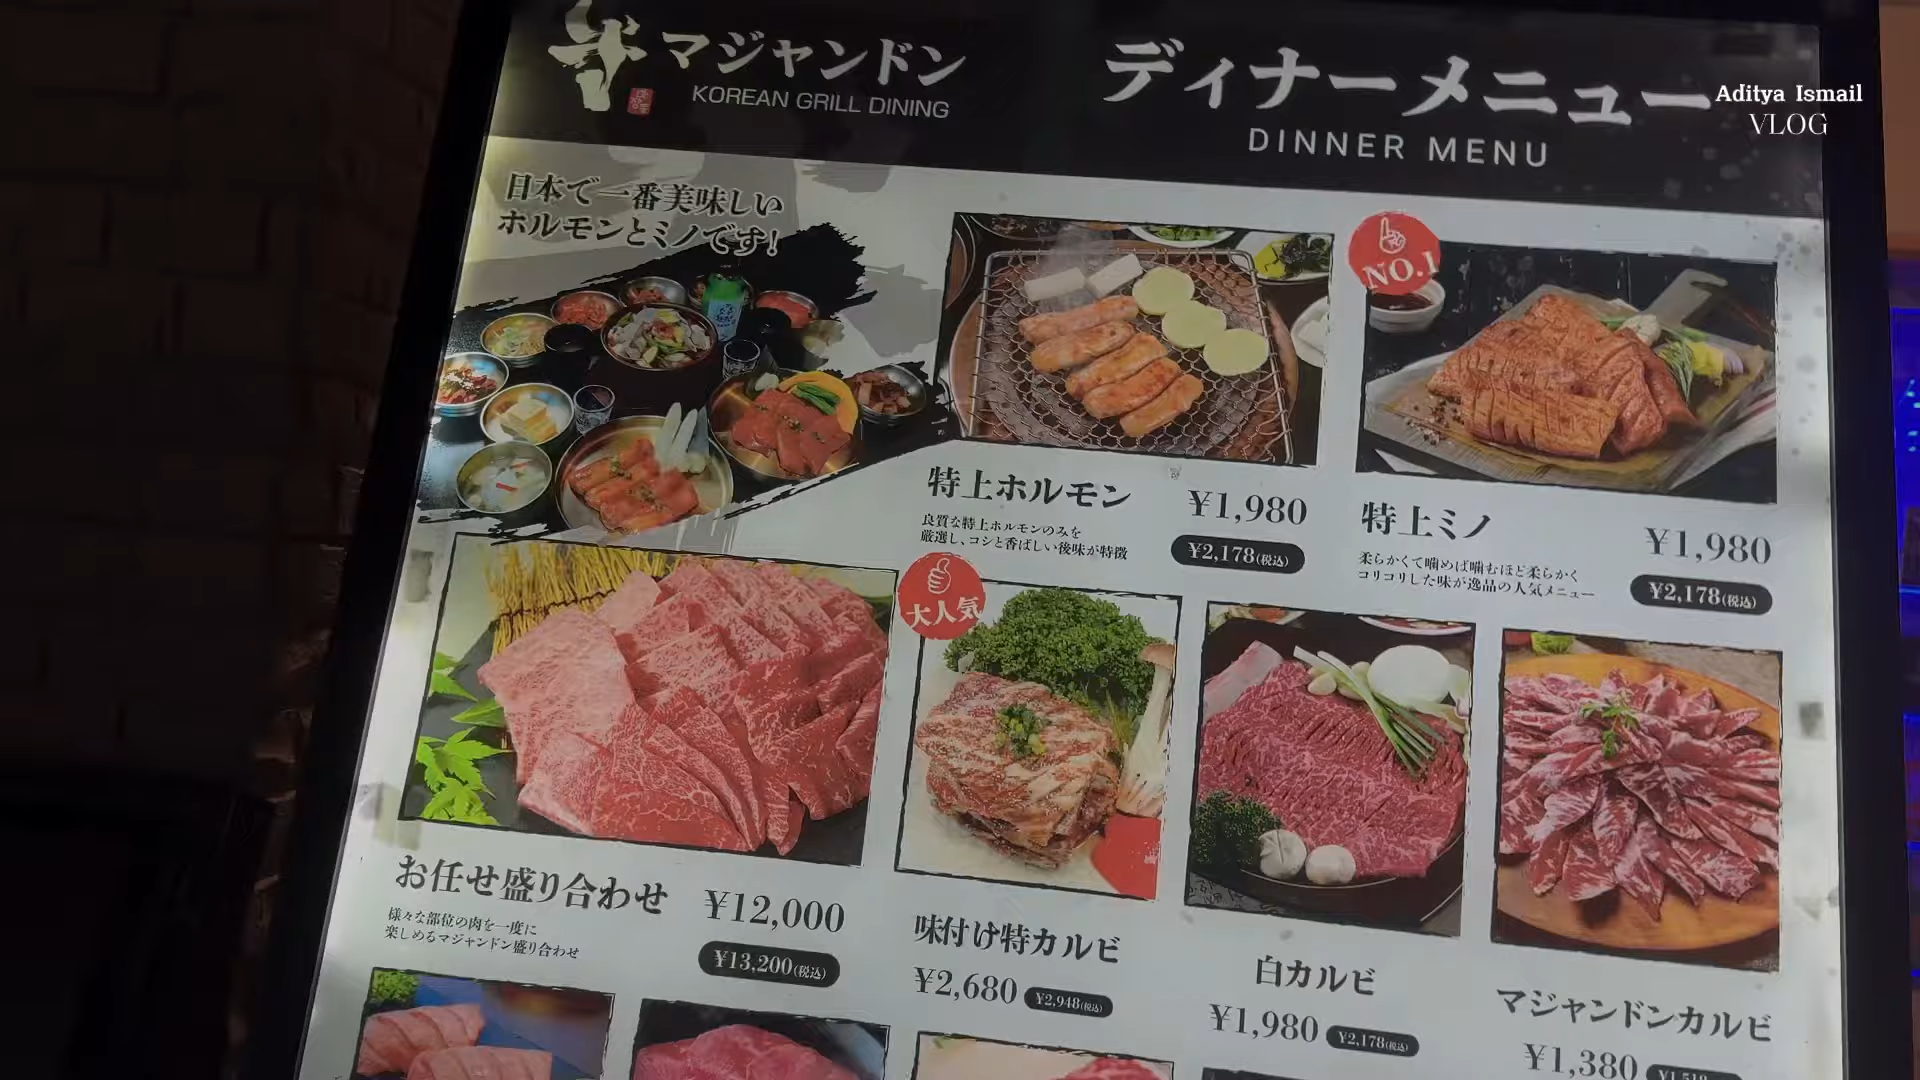 マジャンドン
KOREAN GRILL DINING
ディナーメニュー
DINNER MENU
Aditya Ismail
VLOG
日本で一番美味しい
ホルモンとミノです!
NO.1
特上ホルモン
¥1,980
良質な特上ホルモンのみを
厳選し、コシと香ばしい後味が特徴
¥2,178(税込)
特上ミノ
¥1,980
柔らかくて噛めば噛むほど柔らかく
コリコリした味が逸品の人気メニュー
¥2,178(税込)
大人気
お任せ盛り合わせ
¥12,000
様々な部位の肉を一度に
楽しめるマジャンドン盛り合わせ
¥13,200(税込)
味付け特カルビ
¥2,680 ¥2,948(税込)
白カルビ
¥1,980 ¥2,178(税込)
マジャンドンカルビ
¥1,380